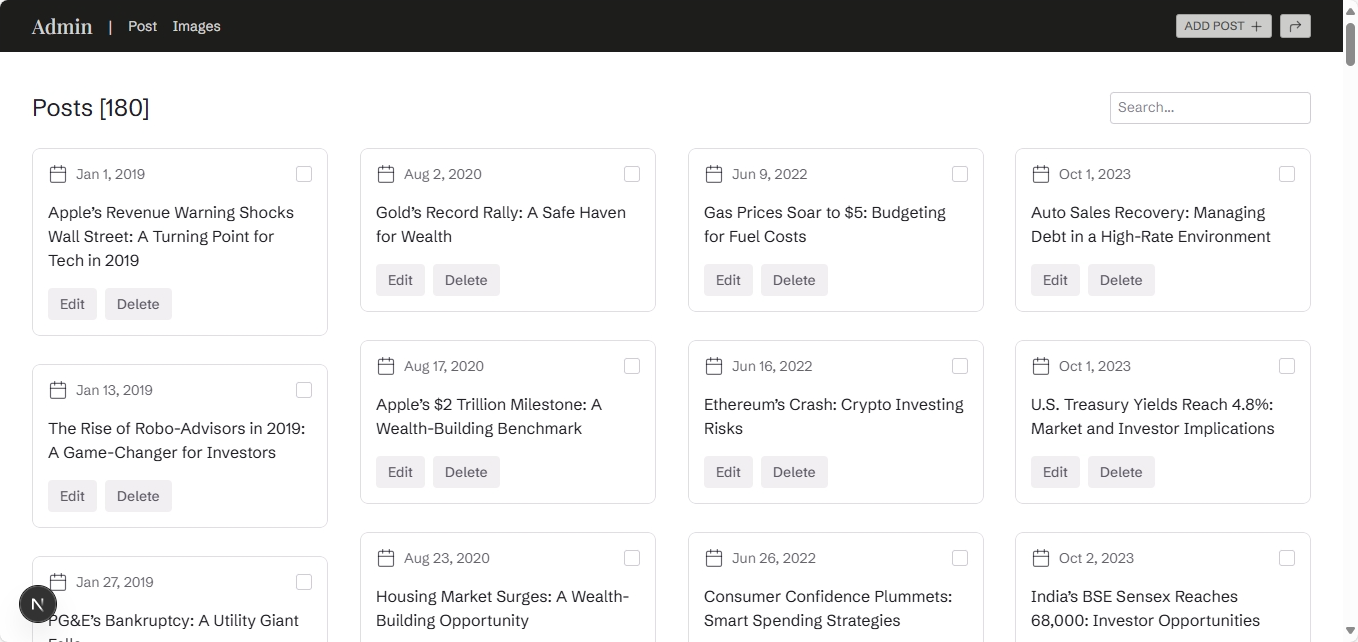 Admin | Post Images ADD POST
Posts [180] Search...
Jan 1, 2019
Apple’s Revenue Warning Shocks
Wall Street: A Turning Point for
Tech in 2019
Edit Delete
Jan 13, 2019
The Rise of Robo-Advisors in 2019:
A Game-Changer for Investors
Edit Delete
Jan 27, 2019
PG&E’s Bankruptcy: A Utility Giant
Falls
N
Aug 2, 2020
Gold’s Record Rally: A Safe Haven
for Wealth
Edit Delete
Aug 17, 2020
Apple’s $2 Trillion Milestone: A
Wealth-Building Benchmark
Edit Delete
Aug 23, 2020
Housing Market Surges: A Wealth-
Building Opportunity
Jun 9, 2022
Gas Prices Soar to $5: Budgeting
for Fuel Costs
Edit Delete
Jun 16, 2022
Ethereum’s Crash: Crypto Investing
Risks
Edit Delete
Jun 26, 2022
Consumer Confidence Plummets:
Smart Spending Strategies
Oct 1, 2023
Auto Sales Recovery: Managing
Debt in a High-Rate Environment
Edit Delete
Oct 1, 2023
U.S. Treasury Yields Reach 4.8%:
Market and Investor Implications
Edit Delete
Oct 2, 2023
India’s BSE Sensex Reaches
68,000: Investor Opportunities